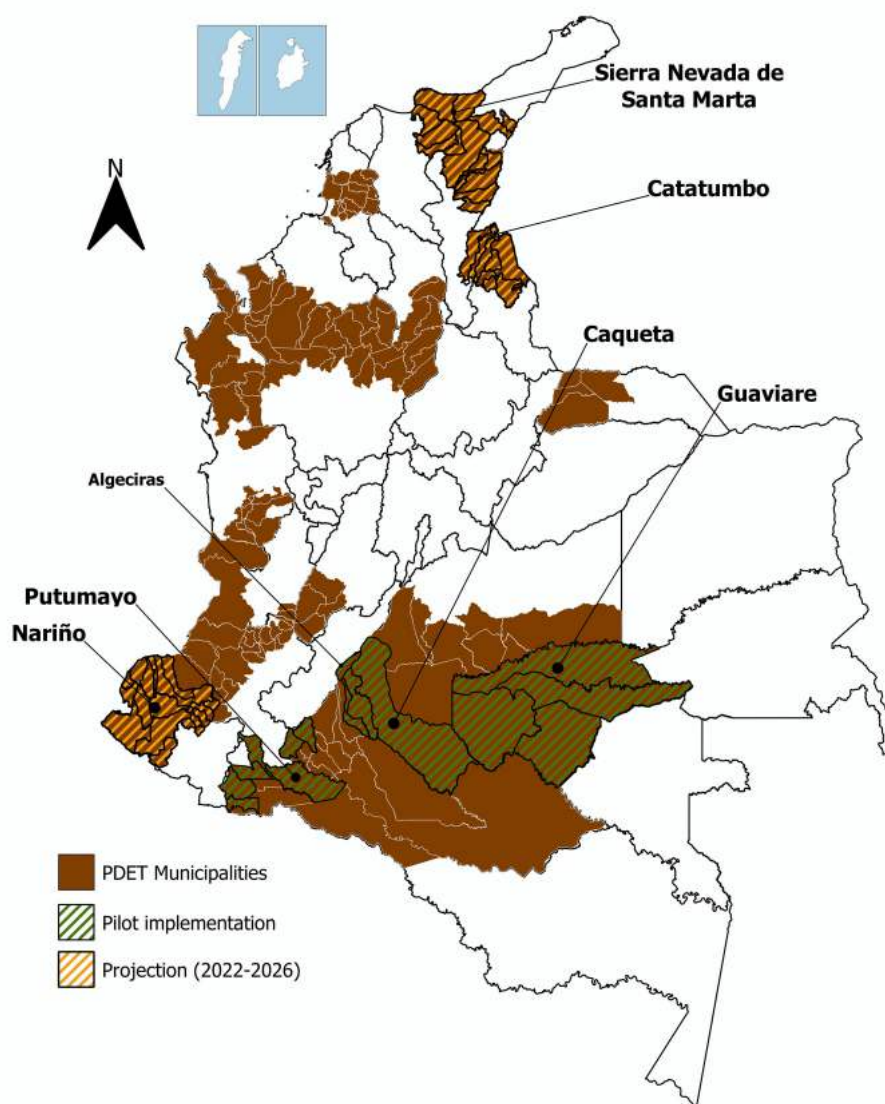 Sierra Nevada de
Santa Marta
N
Catatumbo
Caqueta
Guaviare
Algeciras
Putumayo
Nariño
PDET Municipalities
Pilot implementation
Projection (2022-2026)